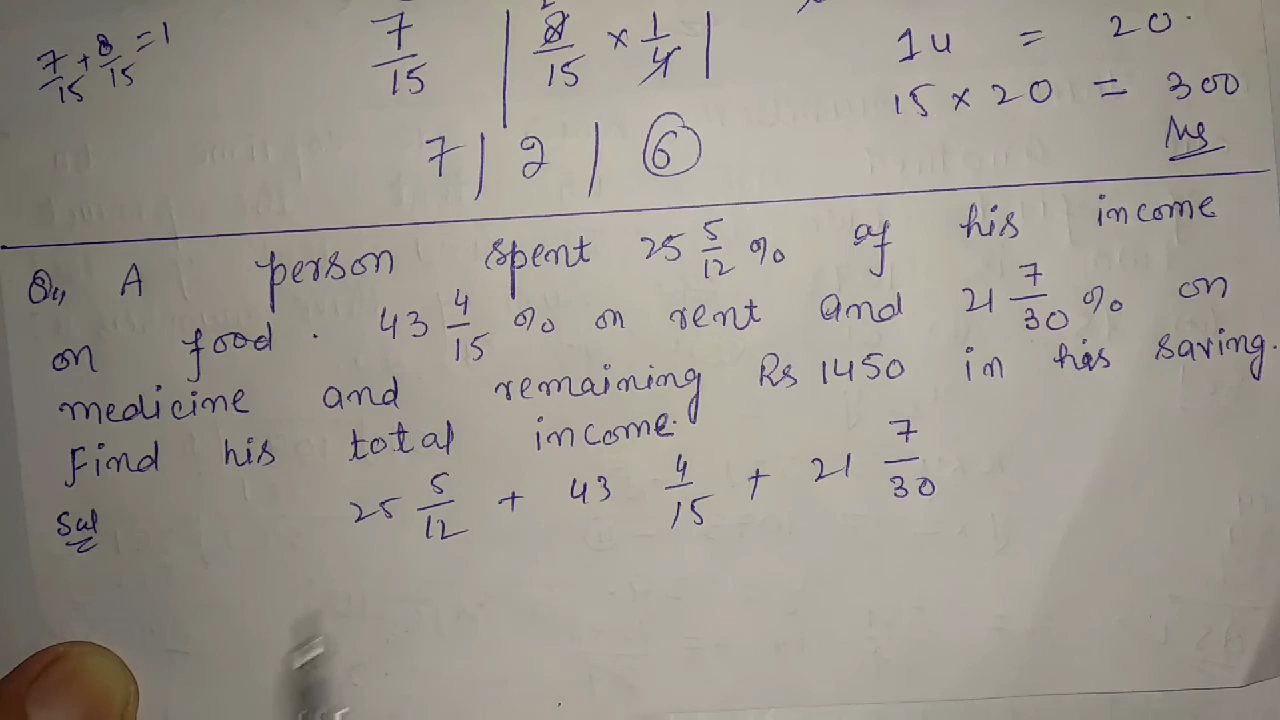 7/15 + 8/15 = 1
7/15 | 8/15 × 1/4 |
1u = 20.
15 × 20 = 300
Ans
7 | 2 | 6
Q4 A person spent 25 5/12 % of his income
on food. 43 4/15 % on rent and 21 7/30 % on
medicine and remaining Rs 1450 in his saving.
Find his total income.
Sol 25 5/12 + 43 4/15 + 21 7/30